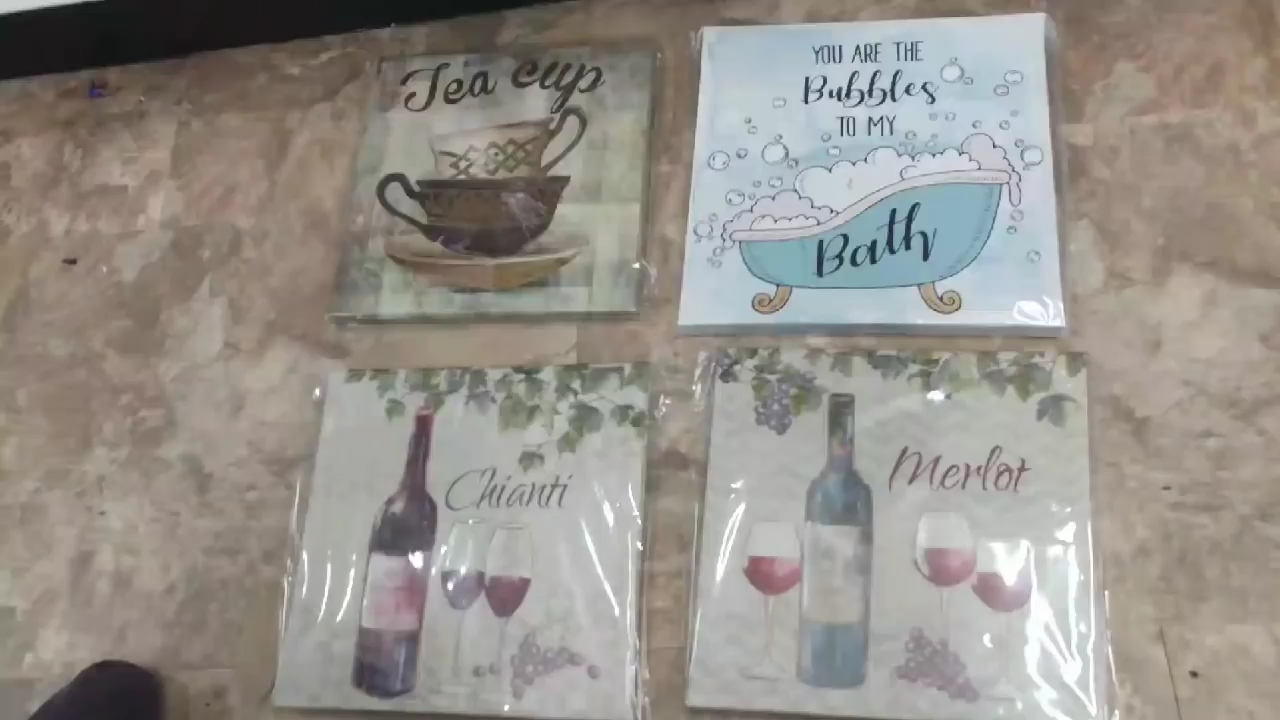 Tea cup
YOU ARE THE
Bubbles
TO MY
Bath
Chianti
Merlot